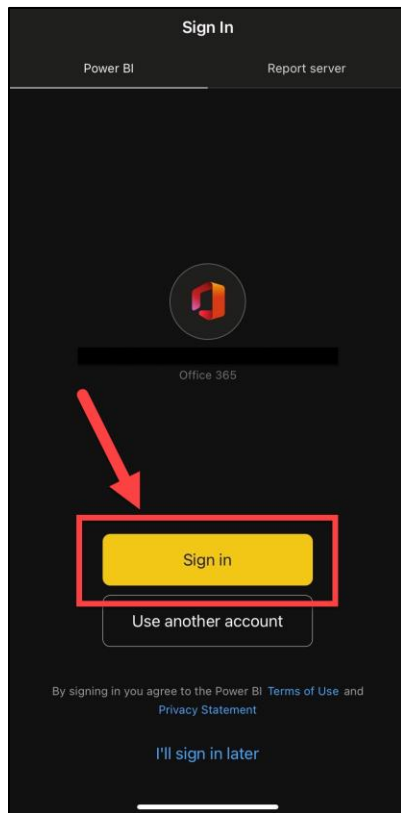 Sign In
Power BI Report server
Office 365
Sign in
Use another account
By signing in you agree to the Power BI Terms of Use and
Privacy Statement
I'll sign in later